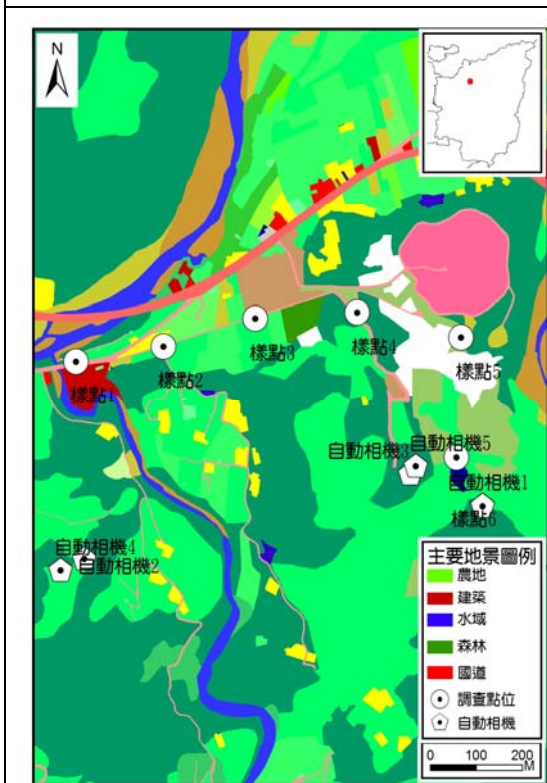 N
樣點1
樣點2
樣點3
樣點4
樣點5
自動相機3
自動相機5
自動相機1
樣點6
自動相機4
自動相機2
主要地景圖例
農地
建築
水域
森林
國道
調查點位
自動相機
0 100 200
M